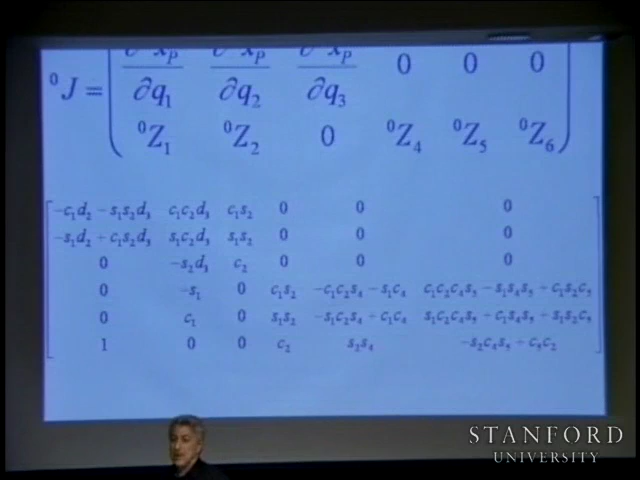 ⁰J = ( ∂ ⁰x_P/∂q₁ ∂ ⁰x_P/∂q₂ ∂ ⁰x_P/∂q₃ 0 0 0
⁰Z₁ ⁰Z₂ 0 ⁰Z₄ ⁰Z₅ ⁰Z₆ )
-c₁d₂ - s₁s₂d₃ c₁c₂d₃ c₁s₂ 0 0 0
-s₁d₂ + c₁s₂d₃ s₁c₂d₃ s₁s₂ 0 0 0
0 -s₂d₃ c₂ 0 0 0
0 -s₁ 0 c₁s₂ -c₁c₂s₄ - s₁c₄ c₁c₂c₄s₅ - s₁s₄s₅ + c₁s₂c₅
0 c₁ 0 s₁s₂ -s₁c₂s₄ + c₁c₄ s₁c₂c₄s₅ + c₁s₄s₅ + s₁s₂c₅
1 0 0 c₂ s₂s₄ -s₂c₄s₅ + c₅c₂
STANFORD
UNIVERSITY